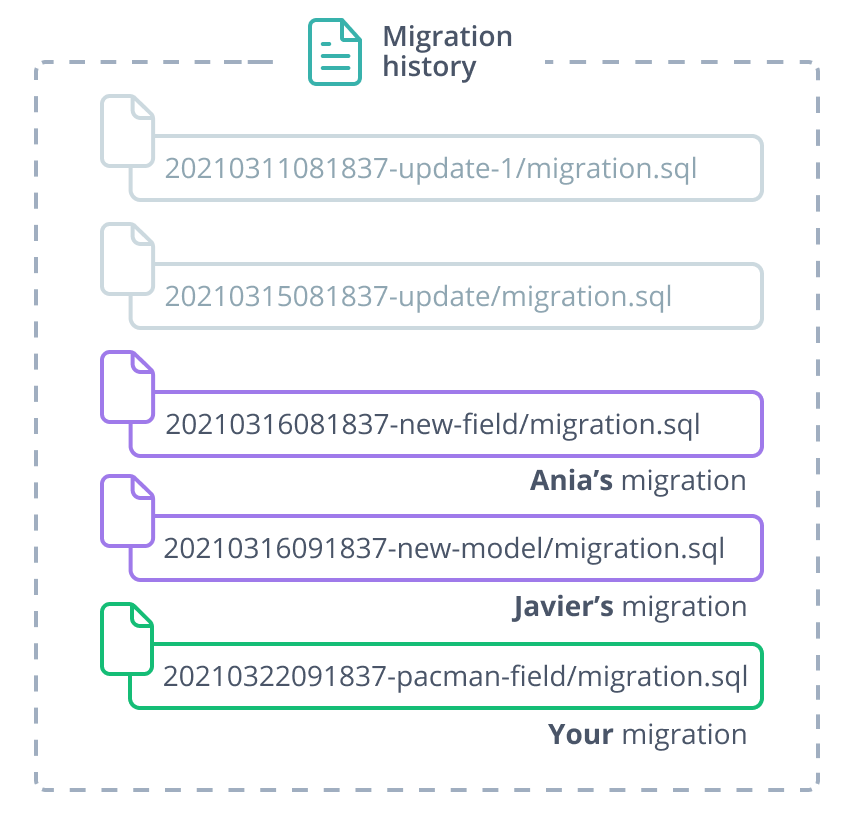 Migration
history
20210311081837-update-1/migration.sql
20210315081837-update/migration.sql
20210316081837-new-field/migration.sql
Ania’s migration
20210316091837-new-model/migration.sql
Javier’s migration
20210322091837-pacman-field/migration.sql
Your migration